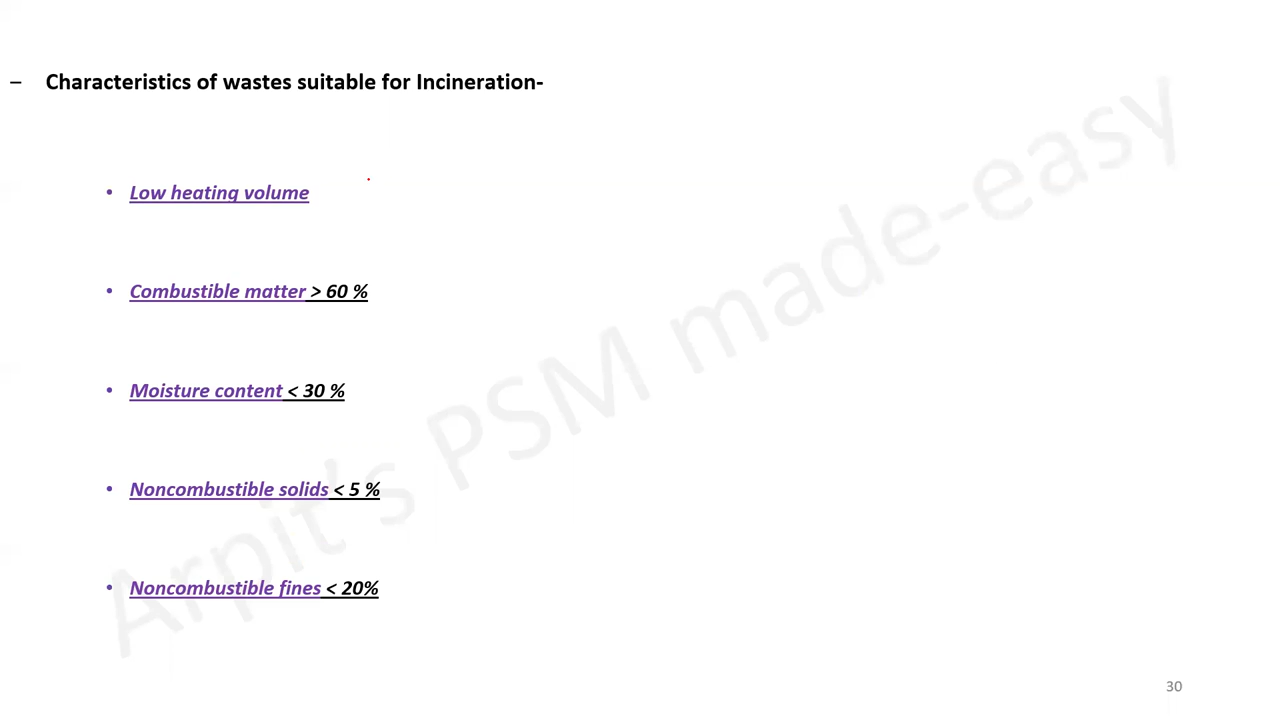 – Characteristics of wastes suitable for Incineration-
• Low heating volume
• Combustible matter > 60 %
• Moisture content < 30 %
• Noncombustible solids < 5 %
• Noncombustible fines < 20%
Arpit's PSM made-easy
30